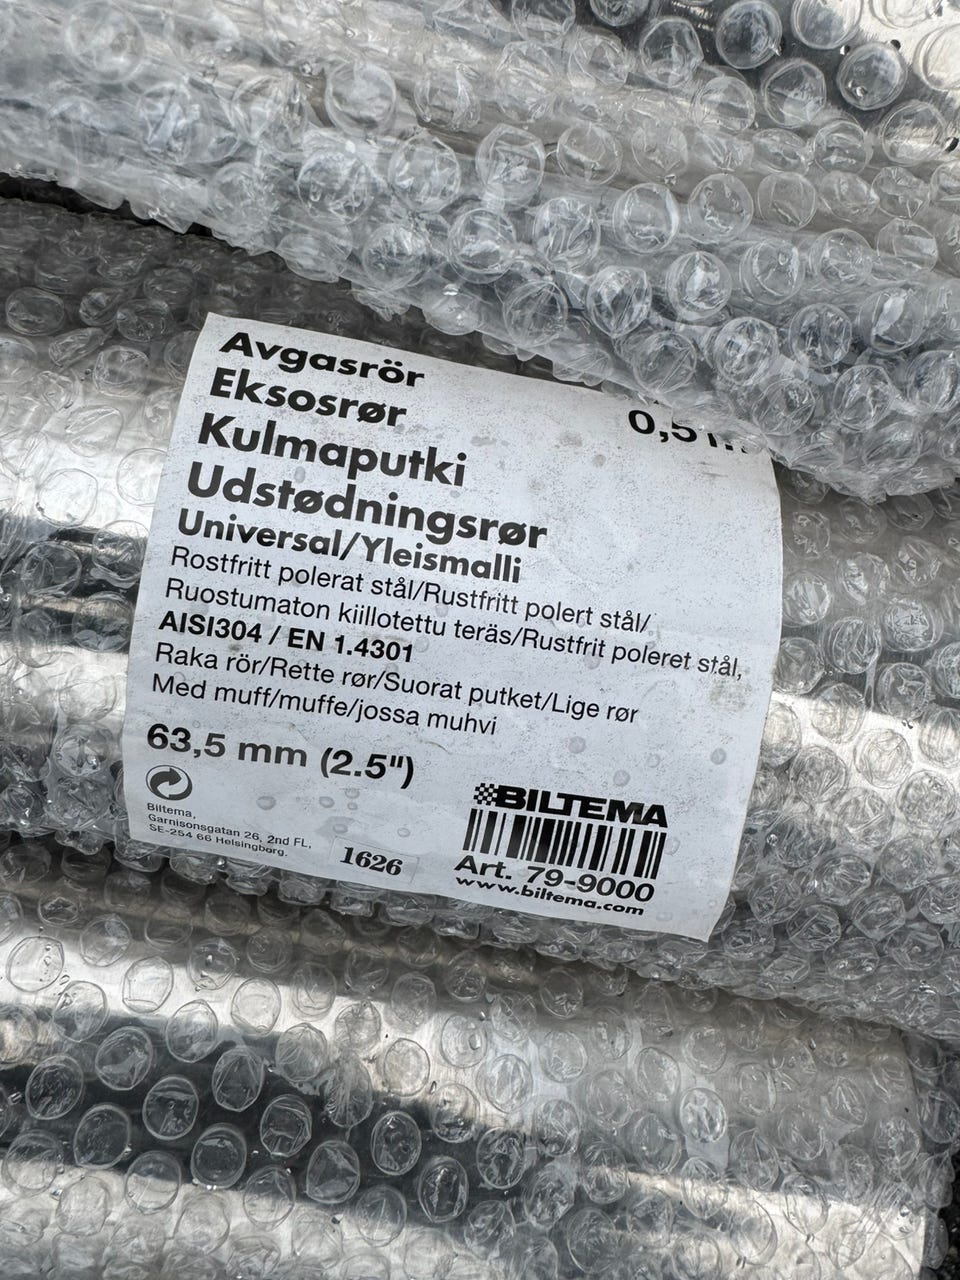 Avgasrör
Eksosrør
Kulmaputki
Udstødningsrør
0,5
Universal/Yleismalli
Rostfritt polerat stål/Rustfritt polert stål/
Ruostumaton kiillotettu teräs/Rustfrit poleret stål,
AISI304 / EN 1.4301
Raka rör/Rette rør/Suorat putket/Lige rør
Med muff/muffe/jossa muhvi
63,5 mm (2.5")
Biltema,
Garnisonsgatan 26, 2nd FL,
SE-254 66 Helsingborg.
1626
BILTEMA
Art. 79-9000
www.biltema.com